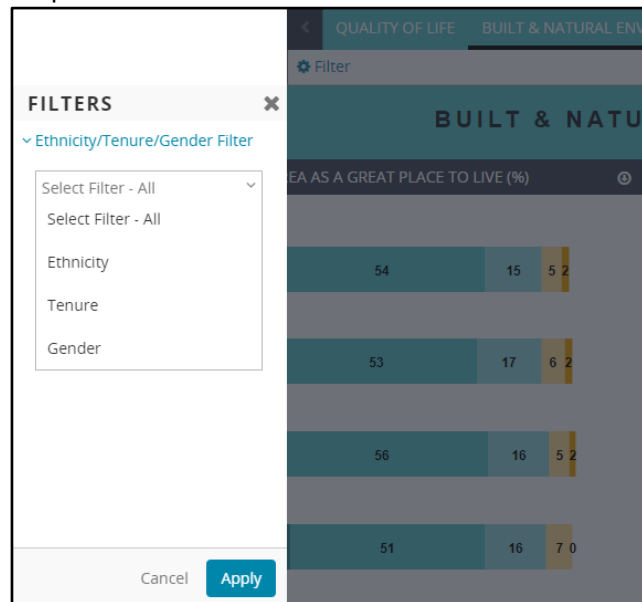 QUALITY OF LIFE BUILT & NATURAL ENV
Filter
FILTERS
BUILT & NATU
Ethnicity/Tenure/Gender Filter
EA AS A GREAT PLACE TO LIVE (%)
Select Filter - All
Select Filter - All
Ethnicity
Tenure
Gender
54 15 5 2
53 17 6 2
56 16 5 2
51 16 7 0
Cancel Apply